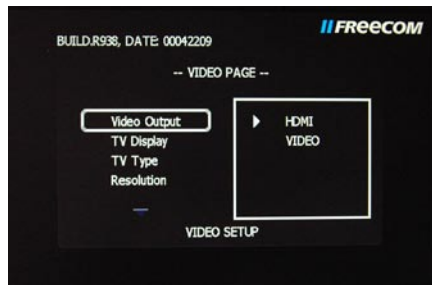 FREECOM
BUILD.R938, DATE: 00042209
-- VIDEO PAGE --
Video Output
TV Display
TV Type
Resolution
HDMI
VIDEO
VIDEO SETUP